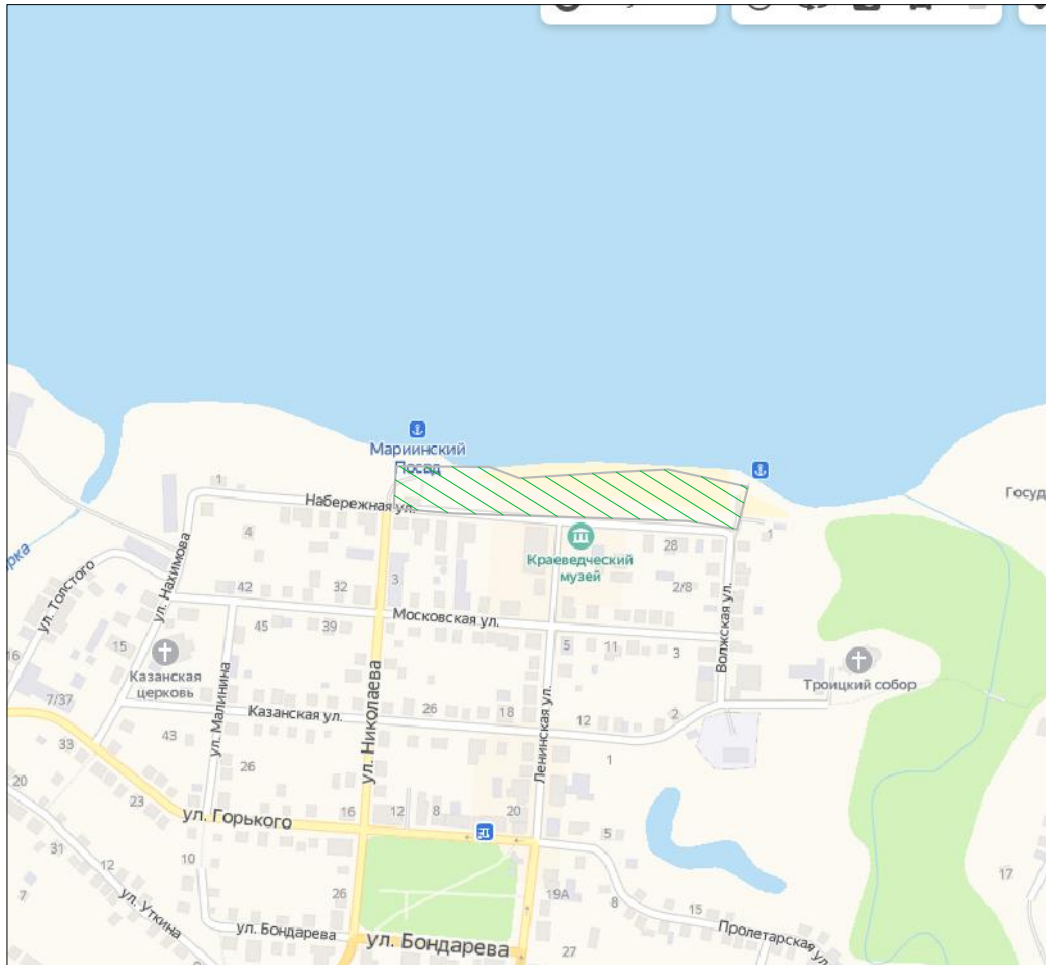 Мариинский
Посад
Госуд
1
Набережная ул.
28
1
4
Краеведческий
музей
рка
ул. Толстого
ул. Нахимова
42
32
3
2/8
Московская ул.
Волжская ул.
45
39
5
11
3
16
15
Казанская
церковь
Троицкий собор
7/37
ул. Малинина
Казанская ул.
26
18
12
2
33
43
ул. Николаева
Ленинская ул.
1
20
26
23
16
12
8
20
ул. Горького
5
31
12
10
17
7
ул. Уткина
26
19А
8
15
Пролетарская ул.
ул. Бондарева
ул. Бондарева
27